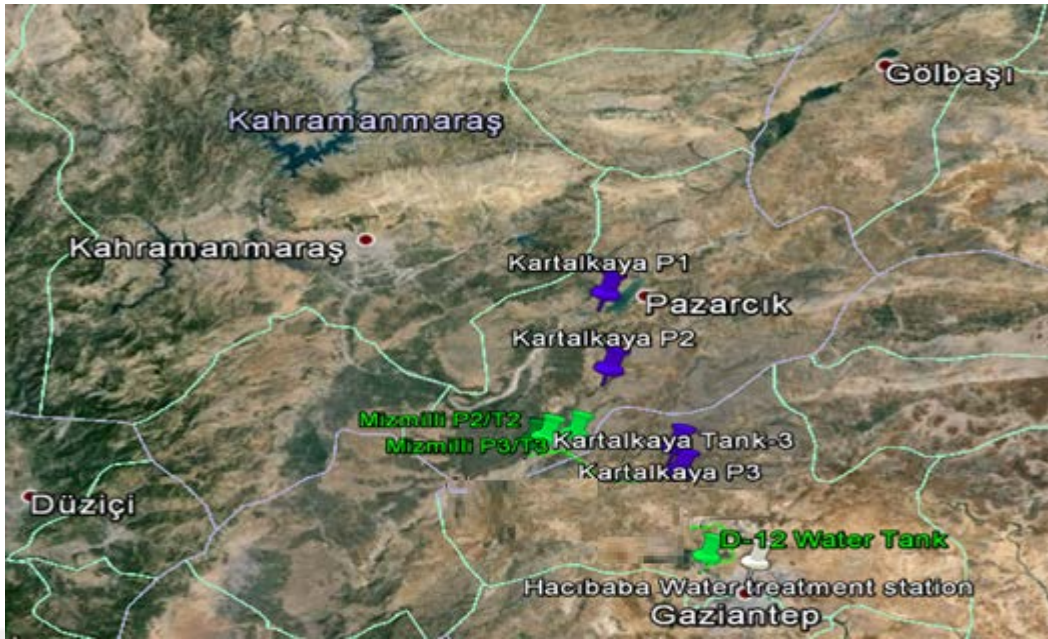 Gölbaşı
Kahramanmaraş
Kahramanmaraş
Kartalkaya P1
Pazarcık
Kartalkaya P2
Mizmilli P2/T2
Mizmilli P3/T3
Kartalkaya Tank-3
Kartalkaya P3
Düziçi
D-12 Water Tank
Hacıbaba Water treatment station
Gaziantep